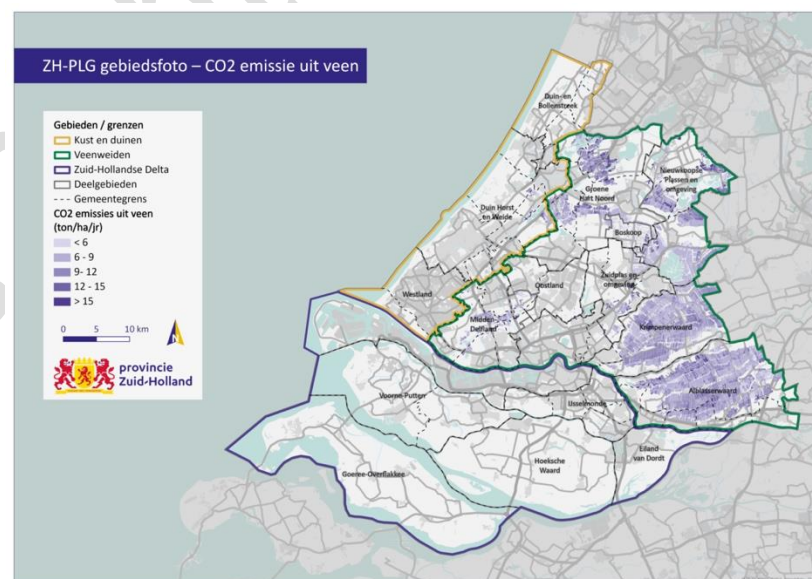 ZH-PLG gebiedsfoto – CO2 emissie uit veen
Gebieden / grenzen
Kust en duinen
Veenweiden
Zuid-Hollandse Delta
Deelgebieden
Gemeentegrens
CO2 emissies uit veen
(ton/ha/jr)
< 6
6 - 9
9- 12
12 - 15
> 15
0 5 10 km
N
provincie
Zuid-Holland
Duin- en
Bollenstreek
Nieuwkoopse
Plassen en
omgeving
Groene
Hart Noord
Duin Horst
en Weide
Boskoop
Zuidplas en
omgeving
Oostland
Westland
Midden-
Delfland
Krimpenerwaard
Alblasserwaard
Voorne-Putten
IJsselmonde
Hoeksche
Waard
Eiland
van Dordt
Goeree-Overflakkee